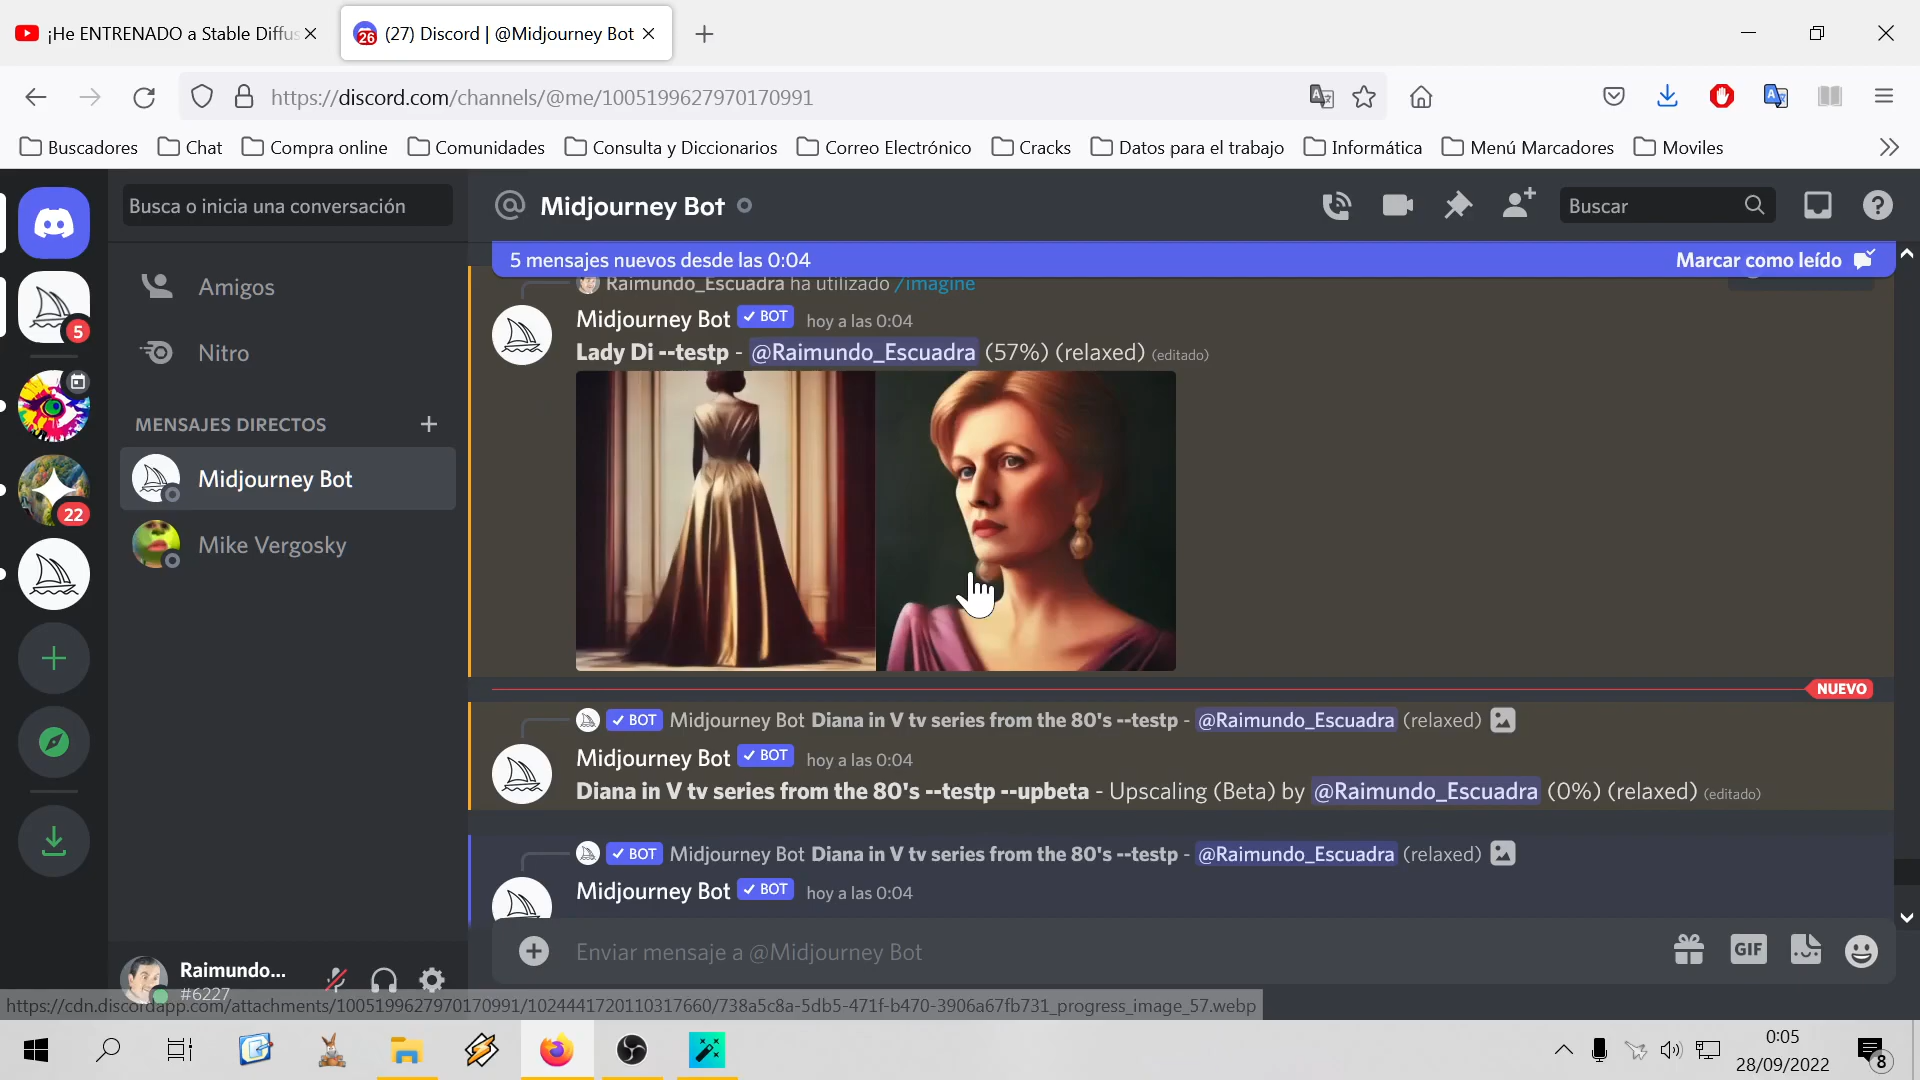 ¡He ENTRENADO a Stable Diffus
26
(27) Discord | @Midjourney Bot
https://discord.com/channels/@me/1005199627970170991
Buscadores
Chat
Compra online
Comunidades
Consulta y Diccionarios
Correo Electrónico
Cracks
Datos para el trabajo
Informática
Menú Marcadores
Moviles
Busca o inicia una conversación
Midjourney Bot
Buscar
5 mensajes nuevos desde las 0:04
Marcar como leído
Amigos
Nitro
MENSAJES DIRECTOS
Midjourney Bot
Mike Vergosky
5
22
Raimundo_Escuadra ha utilizado /imagine
Midjourney Bot BOT hoy a las 0:04
Lady Di --testp - @Raimundo_Escuadra (57%) (relaxed) (editado)
NUEVO
BOT Midjourney Bot Diana in V tv series from the 80's --testp - @Raimundo_Escuadra (relaxed)
Midjourney Bot BOT hoy a las 0:04
Diana in V tv series from the 80's --testp --upbeta - Upscaling (Beta) by @Raimundo_Escuadra (0%) (relaxed) (editado)
BOT Midjourney Bot Diana in V tv series from the 80's --testp - @Raimundo_Escuadra (relaxed)
Midjourney Bot BOT hoy a las 0:04
Enviar mensaje a @Midjourney Bot
GIF
Raimundo...
#6227
https://cdn.discordapp.com/attachments/1005199627970170991/1024441720110317660/738a5c8a-5db5-471f-b470-3906a67fb731_progress_image_57.webp
0:05
28/09/2022
8